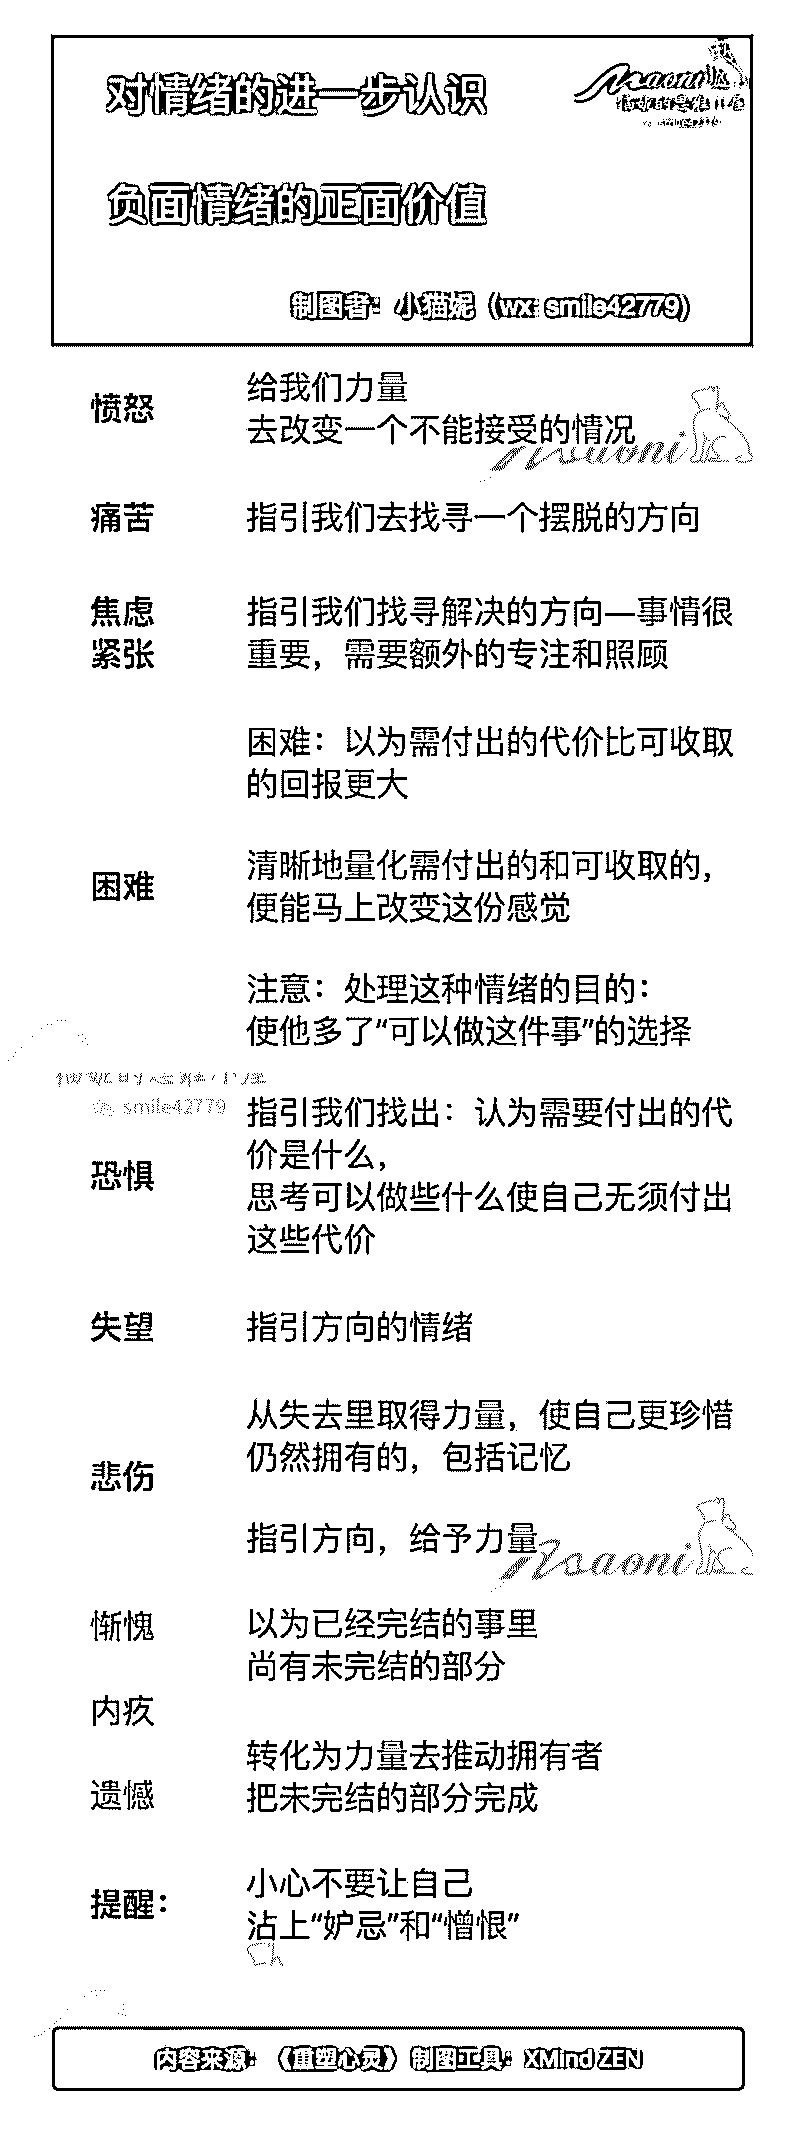 对情绪的进一步认识
负面情绪的正面价值
制图者：小猫妮（wx: smile42779)
愤怒
给我们力量
去改变一个不能接受的情况
痛苦
指引我们去找寻一个摆脱的方向
焦虑
紧张
指引我们找寻解决的方向—事情很
重要，需要额外的专注和照顾
困难
困难：以为需付出的代价比可收取
的回报更大
清晰地量化需付出的和可收取的，
便能马上改变这份感觉
注意：处理这种情绪的目的：
使他多了“可以做这件事”的选择
smile42779
恐惧
指引我们找出：认为需要付出的代
价是什么，
思考可以做些什么使自己无须付出
这些代价
失望
指引方向的情绪
悲伤
从失去里取得力量，使自己更珍惜
仍然拥有的，包括记忆
指引方向，给予力量
惭愧
内疚
遗憾
以为已经完结的事里
尚有未完结的部分
转化为力量去推动拥有者
把未完结的部分完成
提醒：
小心不要让自己
沾上“妒忌”和“憎恨”
内容来源：《重塑心灵》制图工具：XMind ZEN